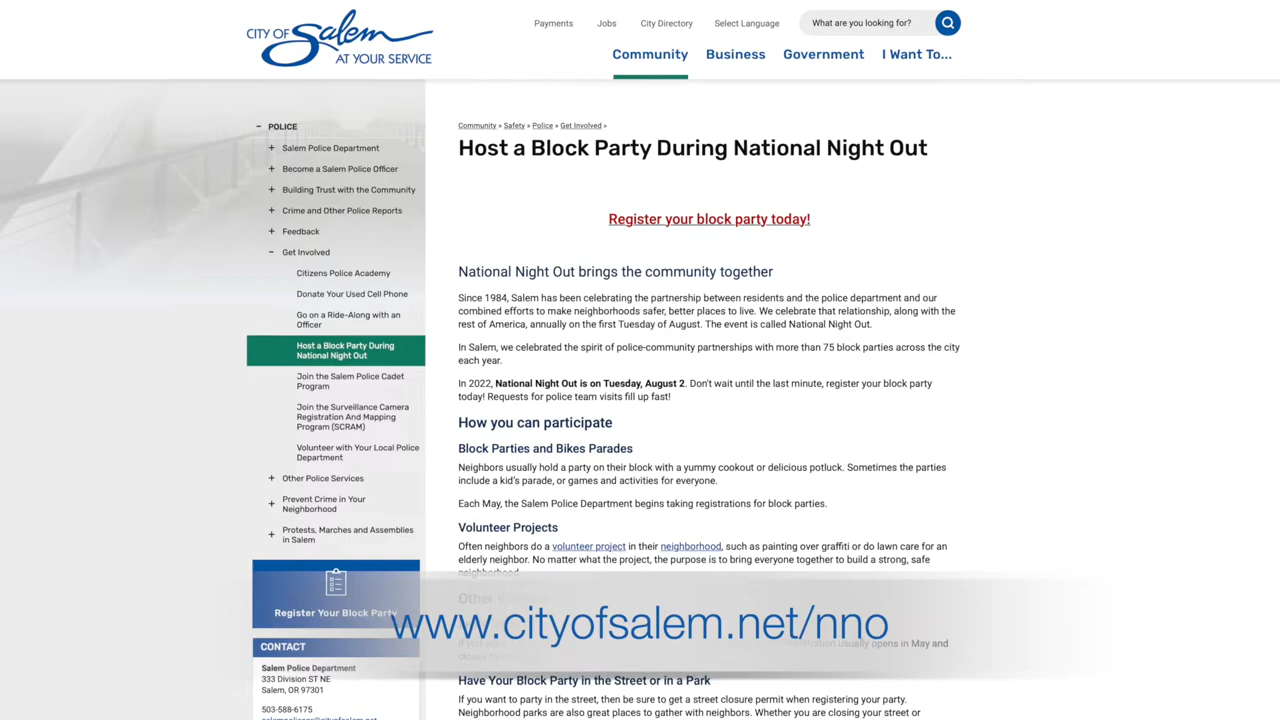 CITY OF Salem
AT YOUR SERVICE
Payments Jobs City Directory Select Language What are you looking for?
Community Business Government I Want To...
POLICE
Salem Police Department
Become a Salem Police Officer
Building Trust with the Community
Crime and Other Police Reports
Feedback
Get Involved
Citizens Police Academy
Donate Your Used Cell Phone
Go on a Ride-Along with an
Officer
Host a Block Party During
National Night Out
Join the Salem Police Cadet
Program
Join the Surveillance Camera
Registration And Mapping
Program (SCRAM)
Volunteer with Your Local Police
Department
Other Police Services
Prevent Crime in Your
Neighborhood
Protests, Marches and Assemblies
in Salem
Register Your Block Party
CONTACT
Salem Police Department
333 Division ST NE
Salem, OR 97301
503-588-6175
Community » Safety » Police » Get Involved »
Host a Block Party During National Night Out
Register your block party today!
National Night Out brings the community together
Since 1984, Salem has been celebrating the partnership between residents and the police department and our
combined efforts to make neighborhoods safer, better places to live. We celebrate that relationship, along with the
rest of America, annually on the first Tuesday of August. The event is called National Night Out.
In Salem, we celebrated the spirit of police-community partnerships with more than 75 block parties across the city
each year.
In 2022, National Night Out is on Tuesday, August 2. Don't wait until the last minute, register your block party
today! Requests for police team visits fill up fast!
How you can participate
Block Parties and Bikes Parades
Neighbors usually hold a party on their block with a yummy cookout or delicious potluck. Sometimes the parties
include a kid's parade, or games and activities for everyone.
Each May, the Salem Police Department begins taking registrations for block parties.
Volunteer Projects
Often neighbors do a volunteer project in their neighborhood, such as painting over graffiti or do lawn care for an
elderly neighbor. No matter what the project, the purpose is to bring everyone together to build a strong, safe
neighborhood.
Other
www.cityofsalem.net/nno
usually opens in May and
Have Your Block Party in the Street or in a Park
If you want to party in the street, then be sure to get a street closure permit when registering your party.
Neighborhood parks are also great places to gather with neighbors. Whether you are closing your street or